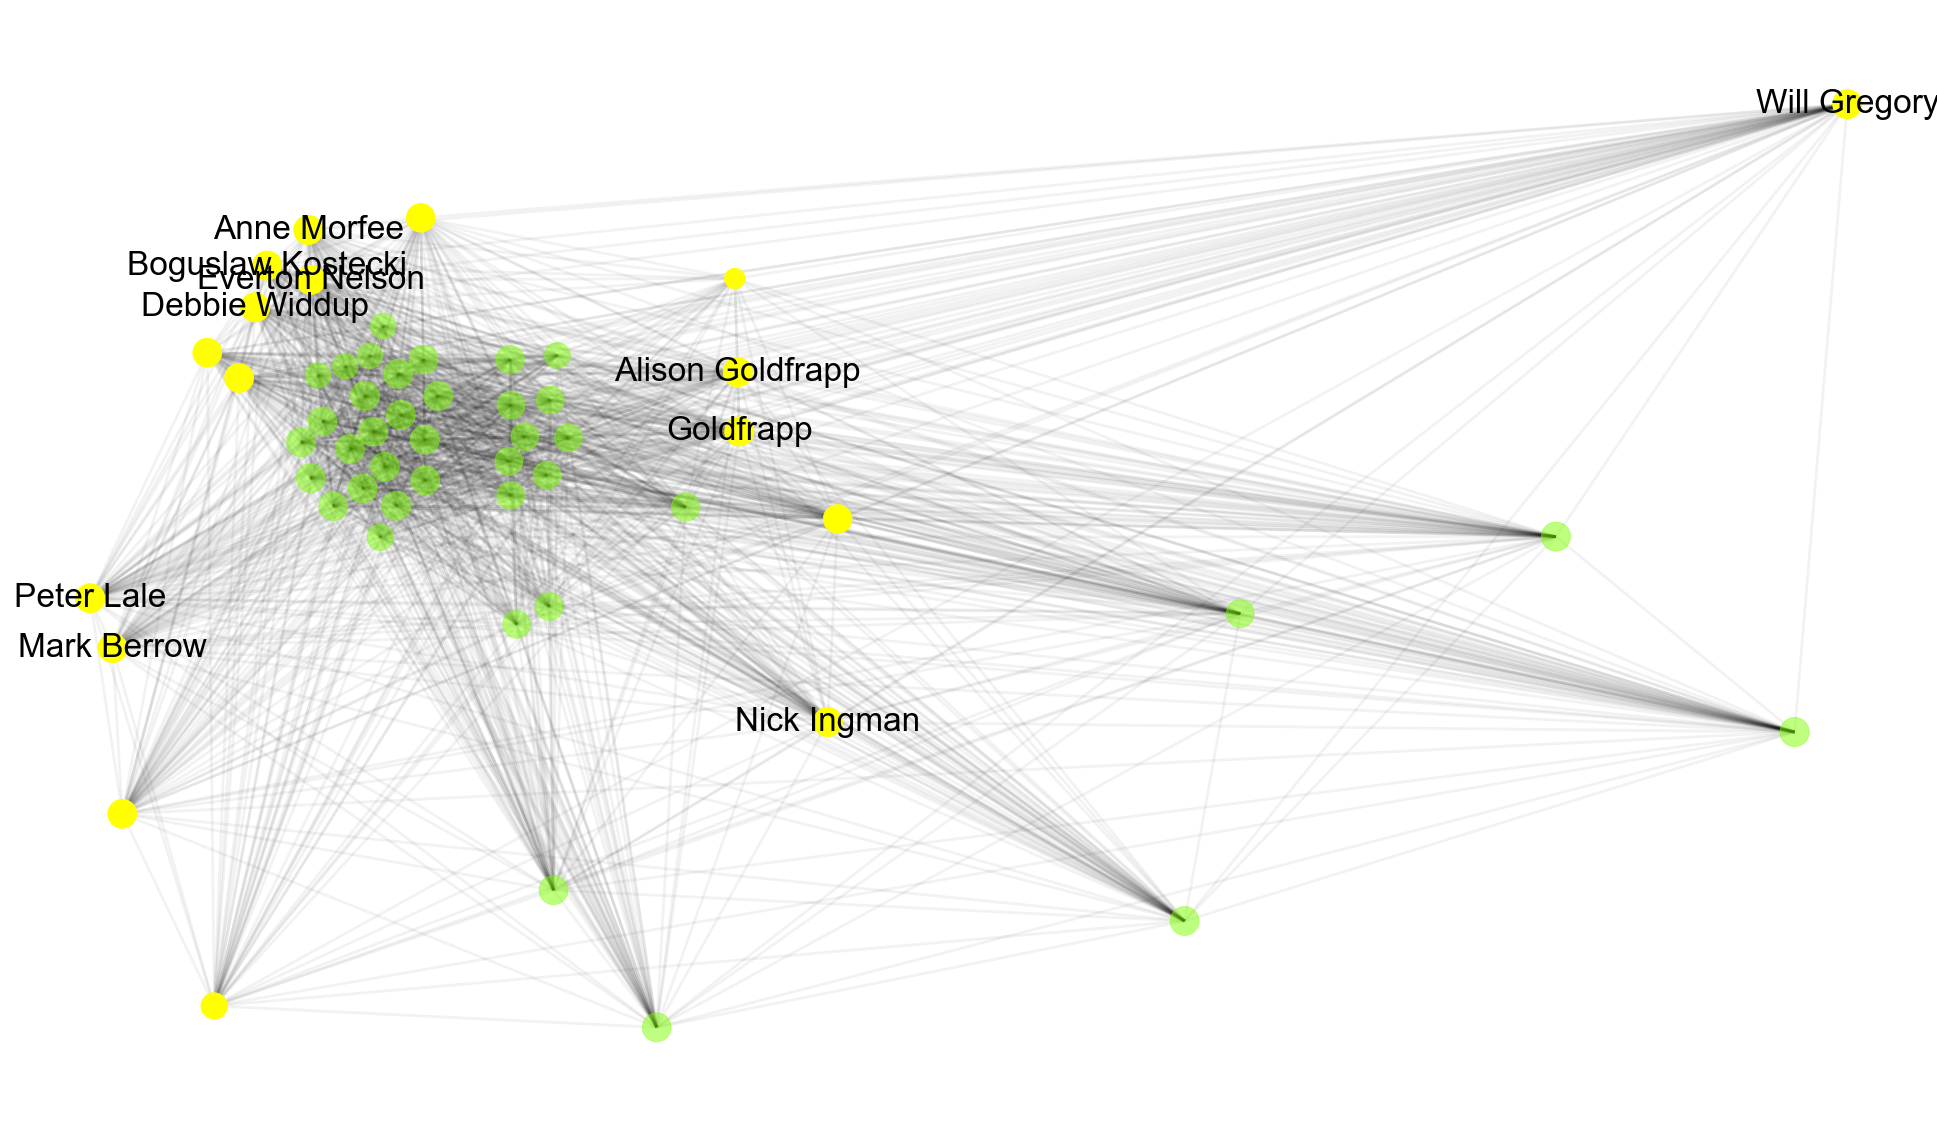 Will Gregory
Anne Morfee
Boguslaw Kostecki
Everton Nelson
Debbie Widdup
Alison Goldfrapp
Goldfrapp
Peter Lale
Mark Berrow
Nick Ingman